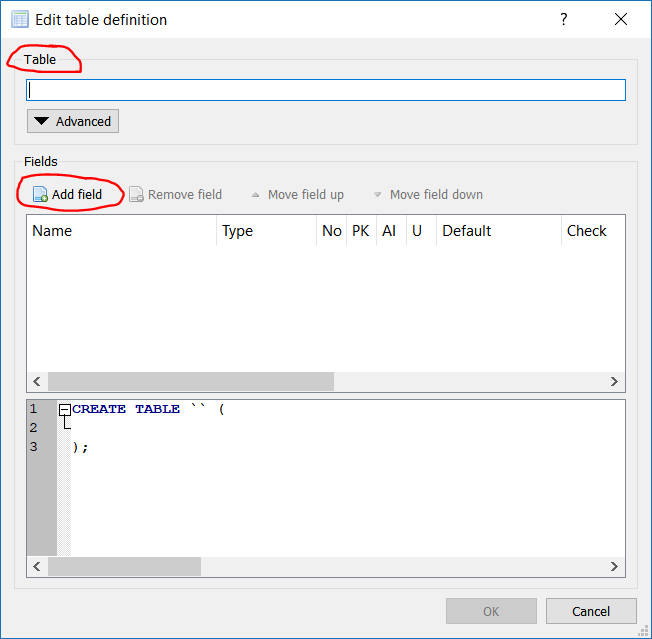 Edit table definition ?
Table
Advanced
Fields
Add field Remove field Move field up Move field down
Name Type No PK AI U Default Check
1 CREATE TABLE `` (
2
3 );
OK Cancel